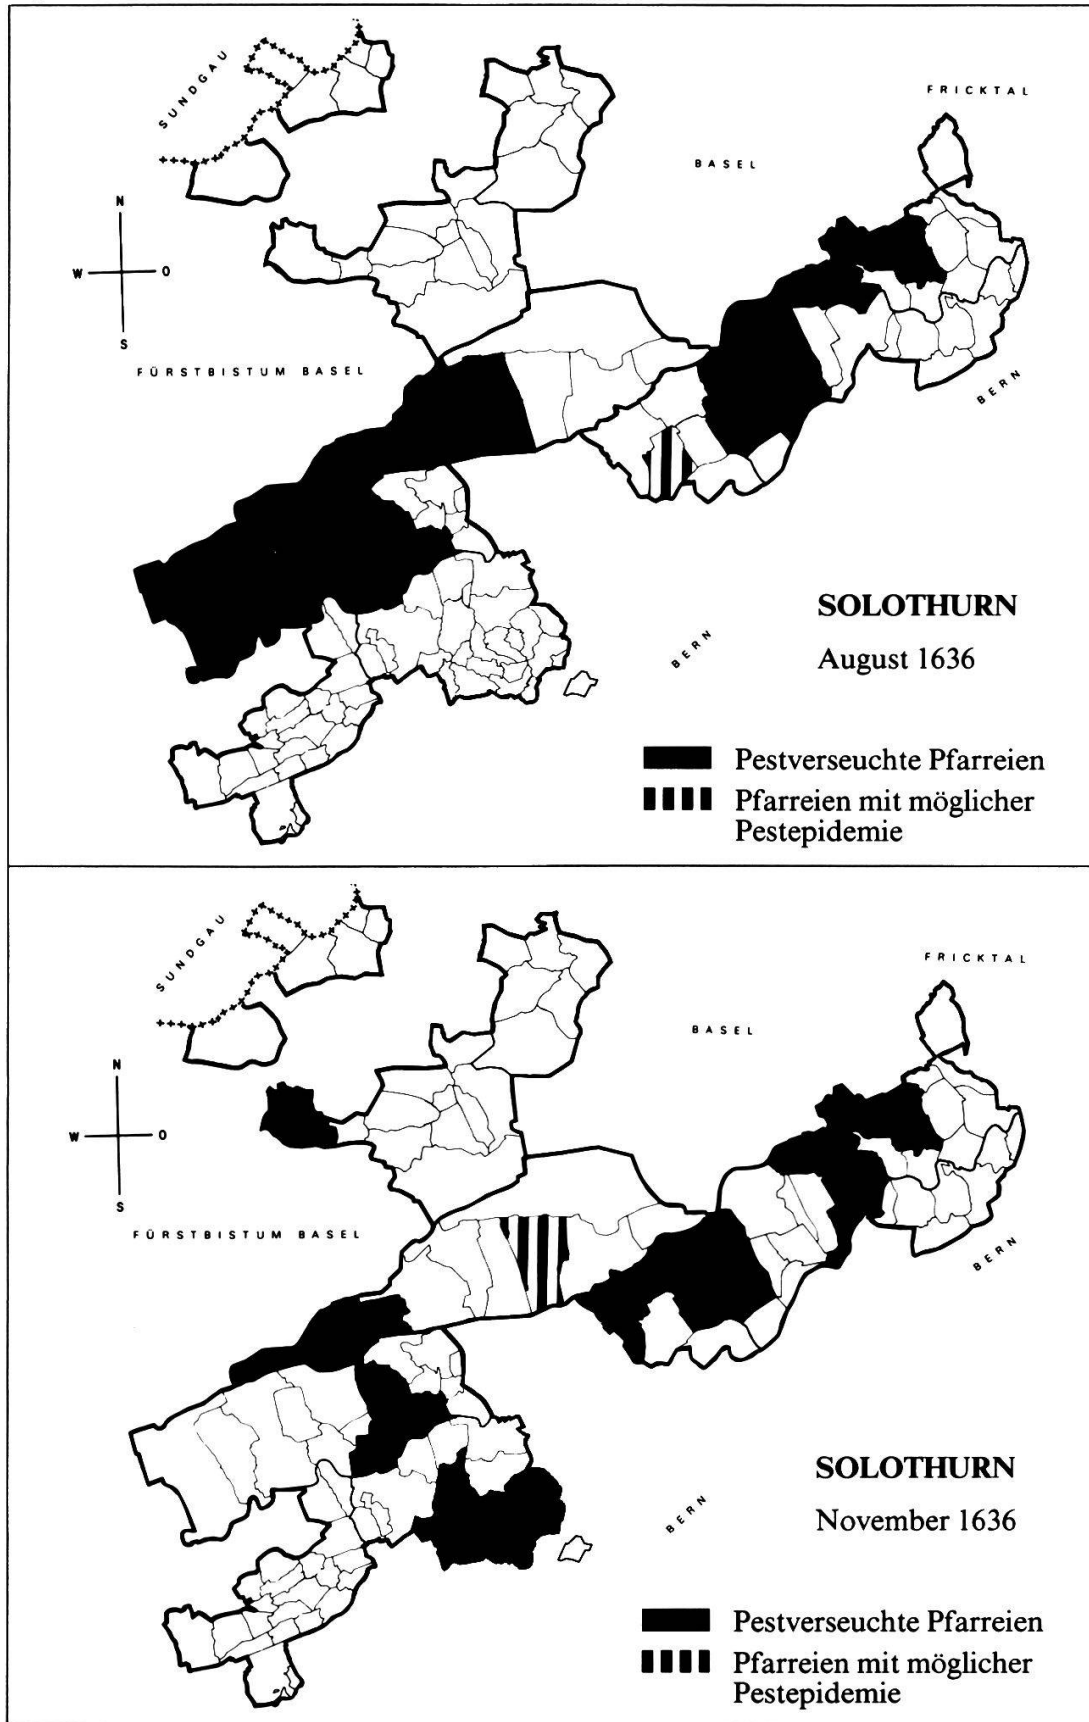 SUNDGAU
FRICKTAL
BASEL
N
W
O
S
FÜRSTBISTUM BASEL
BERN
BERN
SOLOTHURN
August 1636
Pestverseuchte Pfarreien
Pfarreien mit möglicher
Pestepidemie
SUNDGAU
FRICKTAL
BASEL
N
W
O
S
FÜRSTBISTUM BASEL
BERN
BERN
SOLOTHURN
November 1636
Pestverseuchte Pfarreien
Pfarreien mit möglicher
Pestepidemie